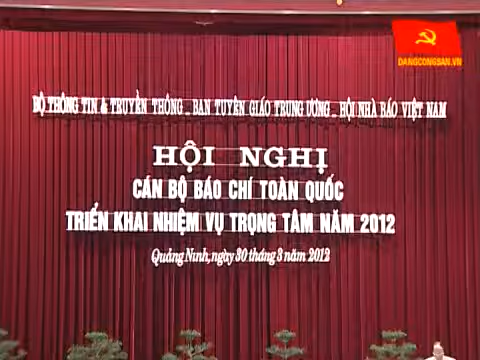 DANGCONGSAN.VN
BỘ THÔNG TIN & TRUYỀN THÔNG - BAN TUYÊN GIÁO TRUNG ƯƠNG - HỘI NHÀ BÁO VIỆT NAM
HỘI NGHỊ
CÁN BỘ BÁO CHÍ TOÀN QUỐC
TRIỂN KHAI NHIỆM VỤ TRỌNG TÂM NĂM 2012
Quảng Ninh, ngày 30 tháng 3 năm 2012